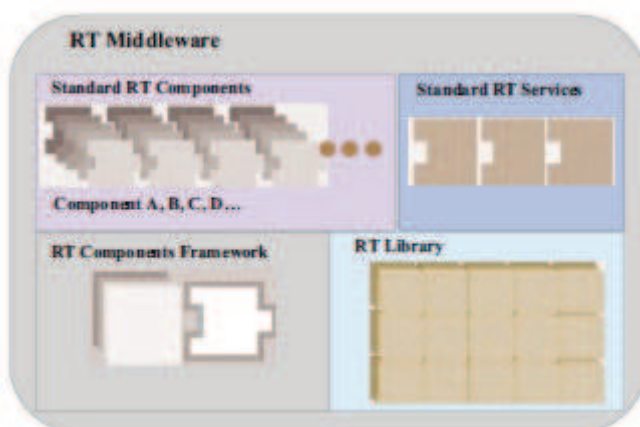 RT Middleware
Standard RT Components
Standard RT Services
Component A, B, C, D...
RT Components Framework
RT Library